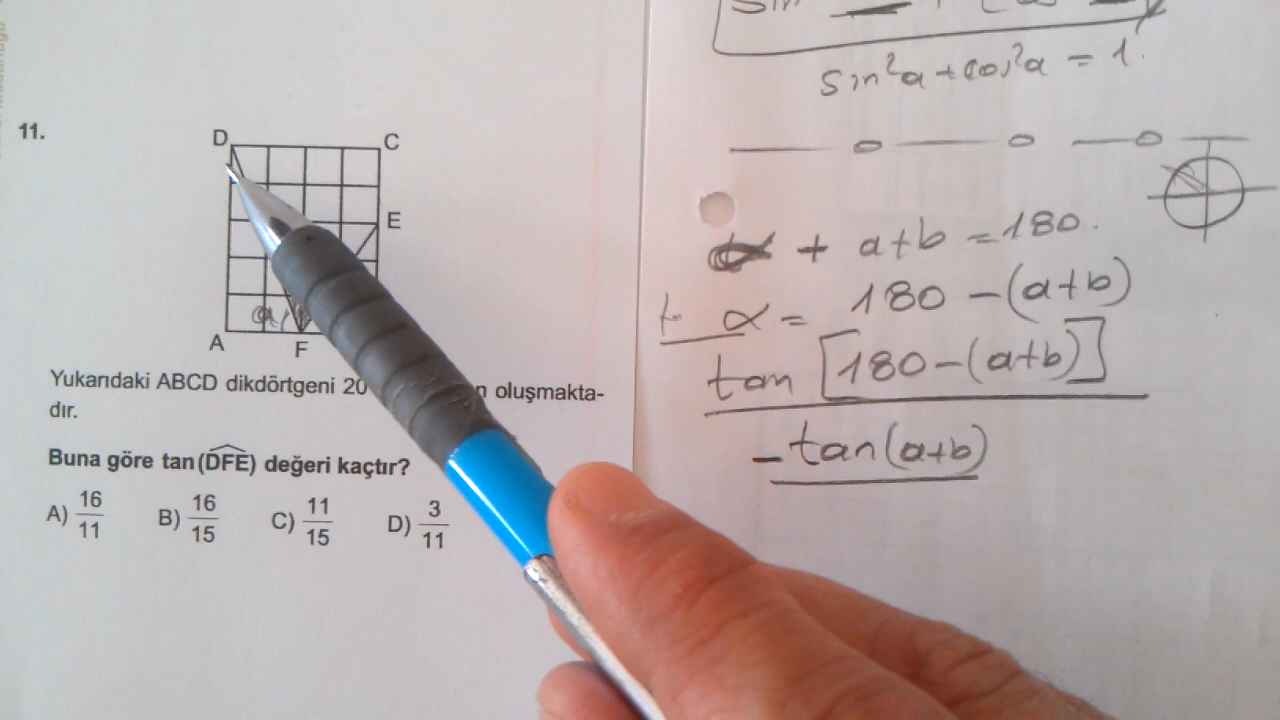 11.
D
C
E
a
A
F
Yukarıdaki ABCD dikdörtgeni 20 oluşmakta-
dır.
Buna göre tan(DFE) değeri kaçtır?
A) 16/11 B) 16/15 C) 11/15 D) 3/11
Sin
sin²a + cos²a = 1
α + a+b = 180.
α = 180 - (a+b)
tan [180 - (a+b)]
- tan(a+b)